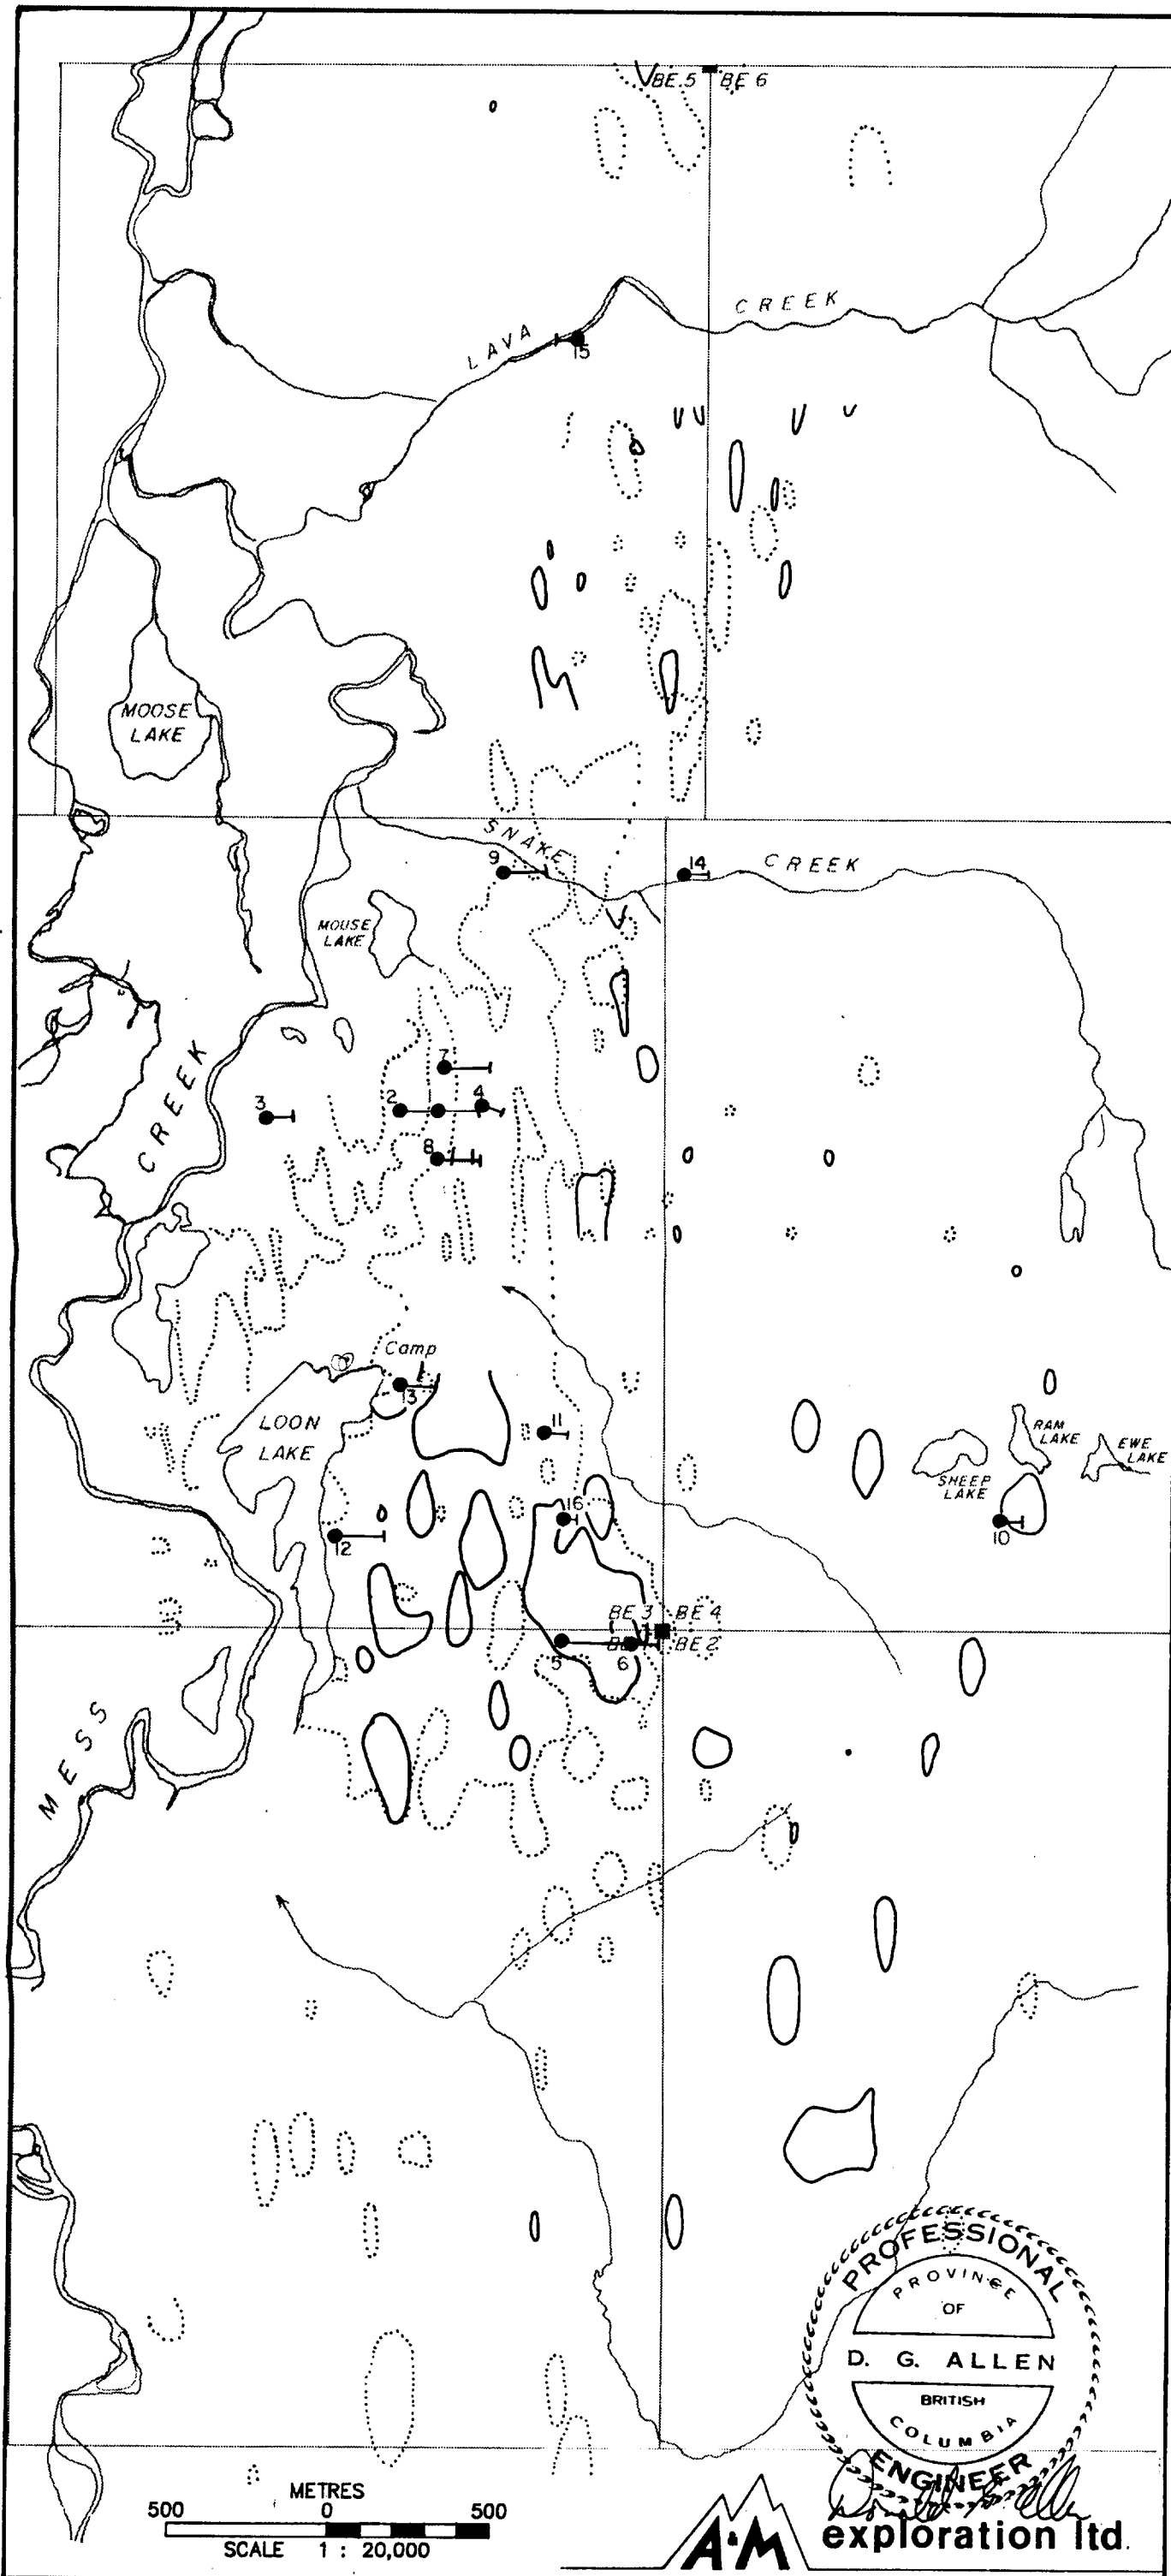 BE 5 BE 6
LAVA CREEK
15
MOOSE
LAKE
SNAKE CREEK
9
14
MOUSE
LAKE
CREEK
7
3
2
4
8
Camp
13
LOON
LAKE
11
RAM
LAKE
EWE
LAKE
SHEEP
LAKE
16
12
10
BE 3 BE 4
BE 2
5
6
MESS
PROFESSIONAL
PROVINCE
OF
D. G. ALLEN
BRITISH
COLUMBIA
ENGINEER
METRES
500 0 500
SCALE 1 : 20,000
A&M exploration ltd.